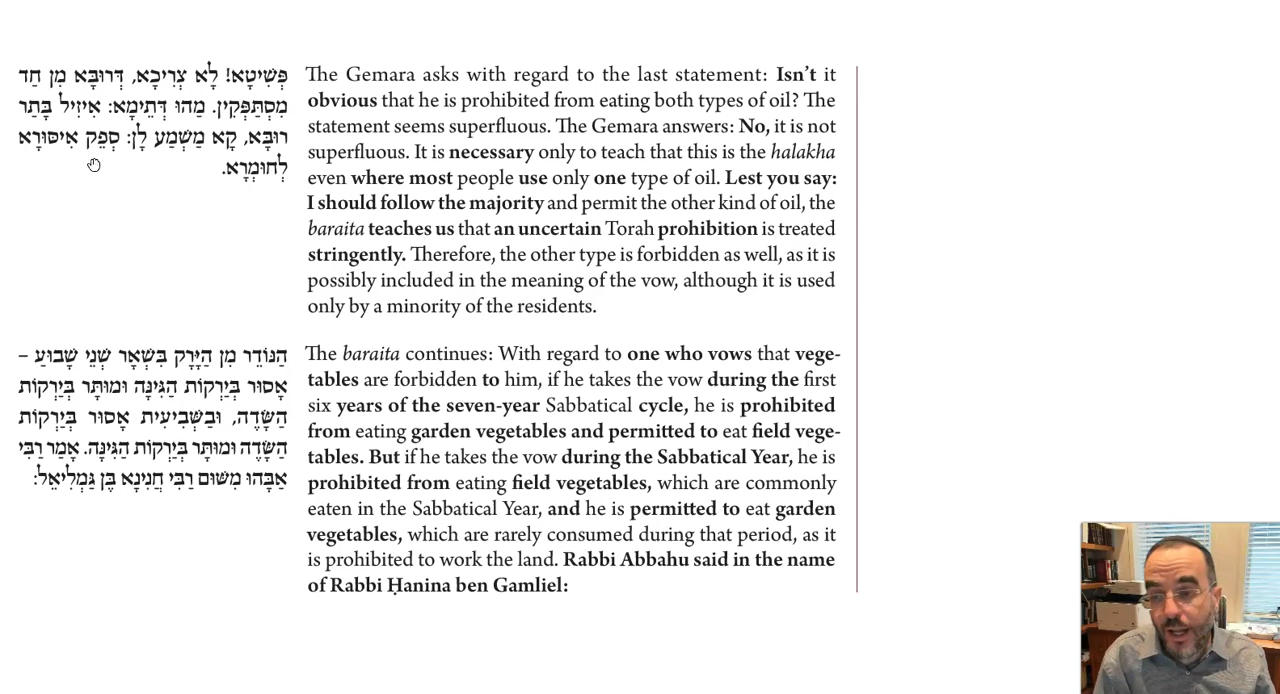 פְּשִׁיטָא! לָא צְרִיכָא, דְּרוּבָּא מִן חַד
מִסְתַּפְּקִין. מַהוּ דְּתֵימָא: אֵיזִיל בָּתַר
רוּבָּא, קָא מַשְׁמַע לָן: סְפֵק אִיסּוּרָא
לְחוּמְרָא.
The Gemara asks with regard to the last statement: Isn't it
obvious that he is prohibited from eating both types of oil? The
statement seems superfluous. The Gemara answers: No, it is not
superfluous. It is necessary only to teach that this is the halakha
even where most people use only one type of oil. Lest you say:
I should follow the majority and permit the other kind of oil, the
baraita teaches us that an uncertain Torah prohibition is treated
stringently. Therefore, the other type is forbidden as well, as it is
possibly included in the meaning of the vow, although it is used
only by a minority of the residents.
הַנּוֹדֵר מִן הַיָּרָק בִּשְׁאָר שְׁנֵי שָׁבוּעַ –
אָסוּר בְּיַרְקוֹת הַגִּינָּה וּמוּתָּר בְּיַרְקוֹת
הַשָּׂדֶה, וּבַשְּׁבִיעִית אָסוּר בְּיַרְקוֹת
הַשָּׂדֶה וּמוּתָּר בְּיַרְקוֹת הַגִּינָּה. אָמַר רַבִּי
אַבָּהוּ מִשּׁוּם רַבִּי חֲנִינָא בֶּן גַּמְלִיאֵל:
The baraita continues: With regard to one who vows that vege-
tables are forbidden to him, if he takes the vow during the first
six years of the seven-year Sabbatical cycle, he is prohibited
from eating garden vegetables and permitted to eat field vege-
tables. But if he takes the vow during the Sabbatical Year, he is
prohibited from eating field vegetables, which are commonly
eaten in the Sabbatical Year, and he is permitted to eat garden
vegetables, which are rarely consumed during that period, as it
is prohibited to work the land. Rabbi Abbahu said in the name
of Rabbi Ḥanina ben Gamliel: